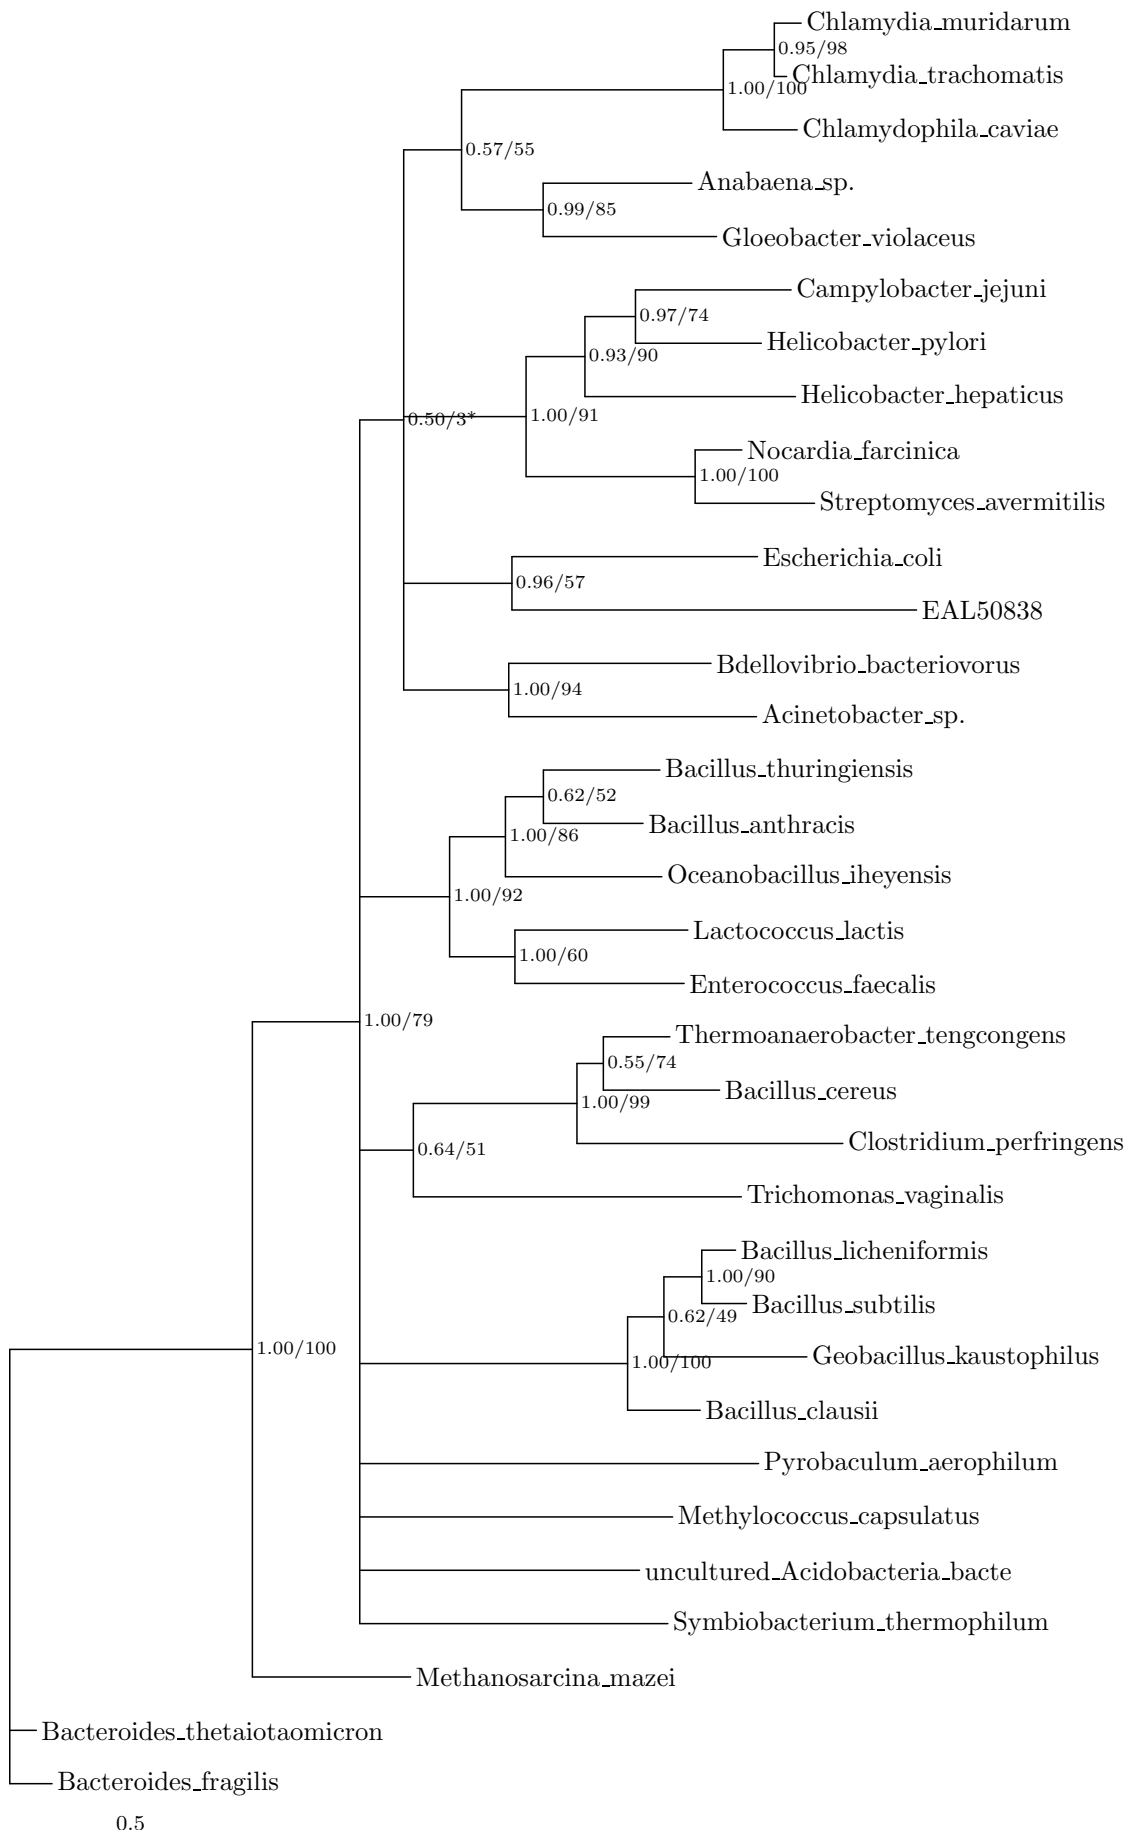 Chlamydia_muridarum
0.95/98
Chlamydia_trachomatis
1.00/100
Chlamydophila_caviae
0.57/55
Anabaena_sp.
0.99/85
Gloeobacter_violaceus
Campylobacter_jejuni
0.97/74
Helicobacter_pylori
0.93/90
Helicobacter_hepaticus
0.50/3*
1.00/91
Nocardia_farcinica
1.00/100
Streptomyces_avermitilis
Escherichia_coli
0.96/57
EAL50838
Bdellovibrio_bacteriovorus
1.00/94
Acinetobacter_sp.
Bacillus_thuringiensis
0.62/52
Bacillus_anthracis
1.00/86
Oceanobacillus_iheyensis
1.00/92
Lactococcus_lactis
1.00/60
Enterococcus_faecalis
1.00/79
Thermoanaerobacter_tengcongens
0.55/74
Bacillus_cereus
1.00/99
Clostridium_perfringens
0.64/51
Trichomonas_vaginalis
Bacillus_licheniformis
1.00/90
Bacillus_subtilis
0.62/49
1.00/100
Geobacillus_kaustophilus
1.00/100
Bacillus_clausii
Pyrobaculum_aerophilum
Methylococcus_capsulatus
uncultured_Acidobacteria_bacte
Symbiobacterium_thermophilum
Methanosarcina_mazei
Bacteroides_thetaiotaomicron
Bacteroides_fragilis
0.5